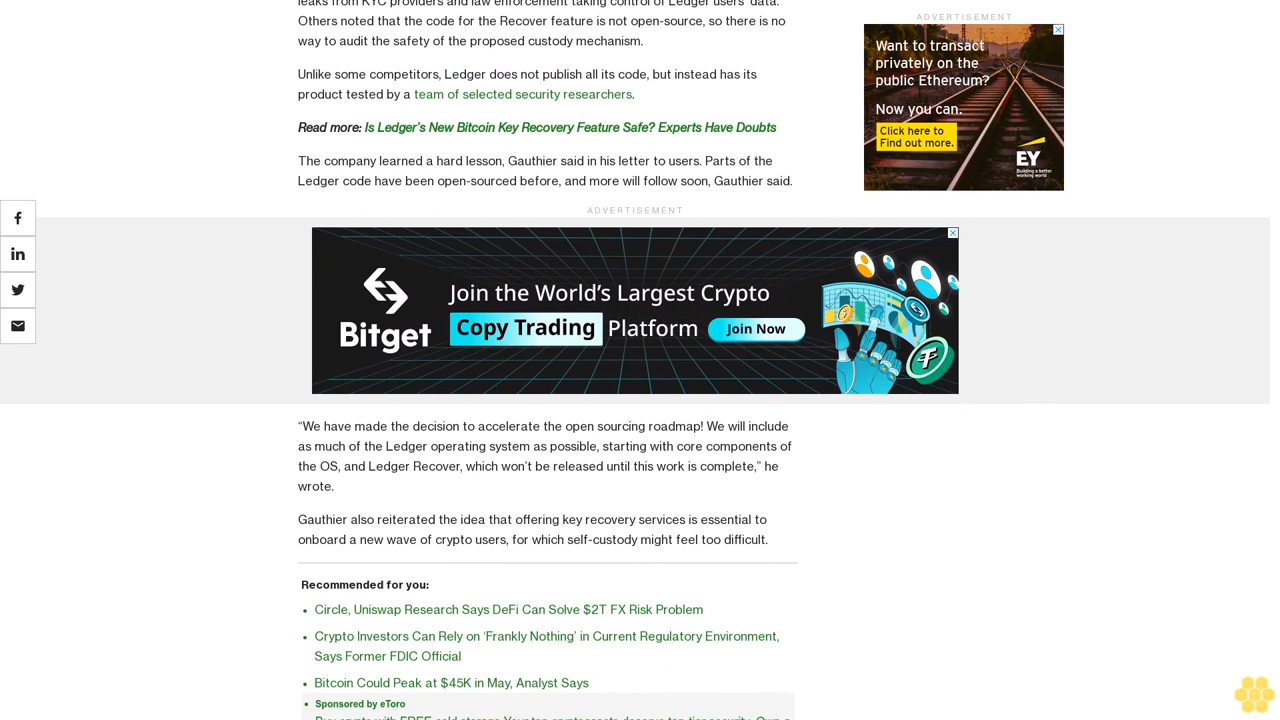 leaks from KYC providers and law enforcement taking control of Ledger users' data.
Others noted that the code for the Recover feature is not open-source, so there is no
way to audit the safety of the proposed custody mechanism.
Unlike some competitors, Ledger does not publish all its code, but instead has its
product tested by a team of selected security researchers.
Read more: Is Ledger's New Bitcoin Key Recovery Feature Safe? Experts Have Doubts
The company learned a hard lesson, Gauthier said in his letter to users. Parts of the
Ledger code have been open-sourced before, and more will follow soon, Gauthier said.
ADVERTISEMENT
Want to transact
privately on the
public Ethereum?
Now you can.
Click here to
Find out more.
EY
Building a better
working world
ADVERTISEMENT
Bitget
Join the World's Largest Crypto
Copy Trading Platform
Join Now
“We have made the decision to accelerate the open sourcing roadmap! We will include
as much of the Ledger operating system as possible, starting with core components of
the OS, and Ledger Recover, which won't be released until this work is complete,” he
wrote.
Gauthier also reiterated the idea that offering key recovery services is essential to
onboard a new wave of crypto users, for which self-custody might feel too difficult.
Recommended for you:
• Circle, Uniswap Research Says DeFi Can Solve $2T FX Risk Problem
• Crypto Investors Can Rely on ‘Frankly Nothing’ in Current Regulatory Environment,
Says Former FDIC Official
• Bitcoin Could Peak at $45K in May, Analyst Says
• Sponsored by eToro